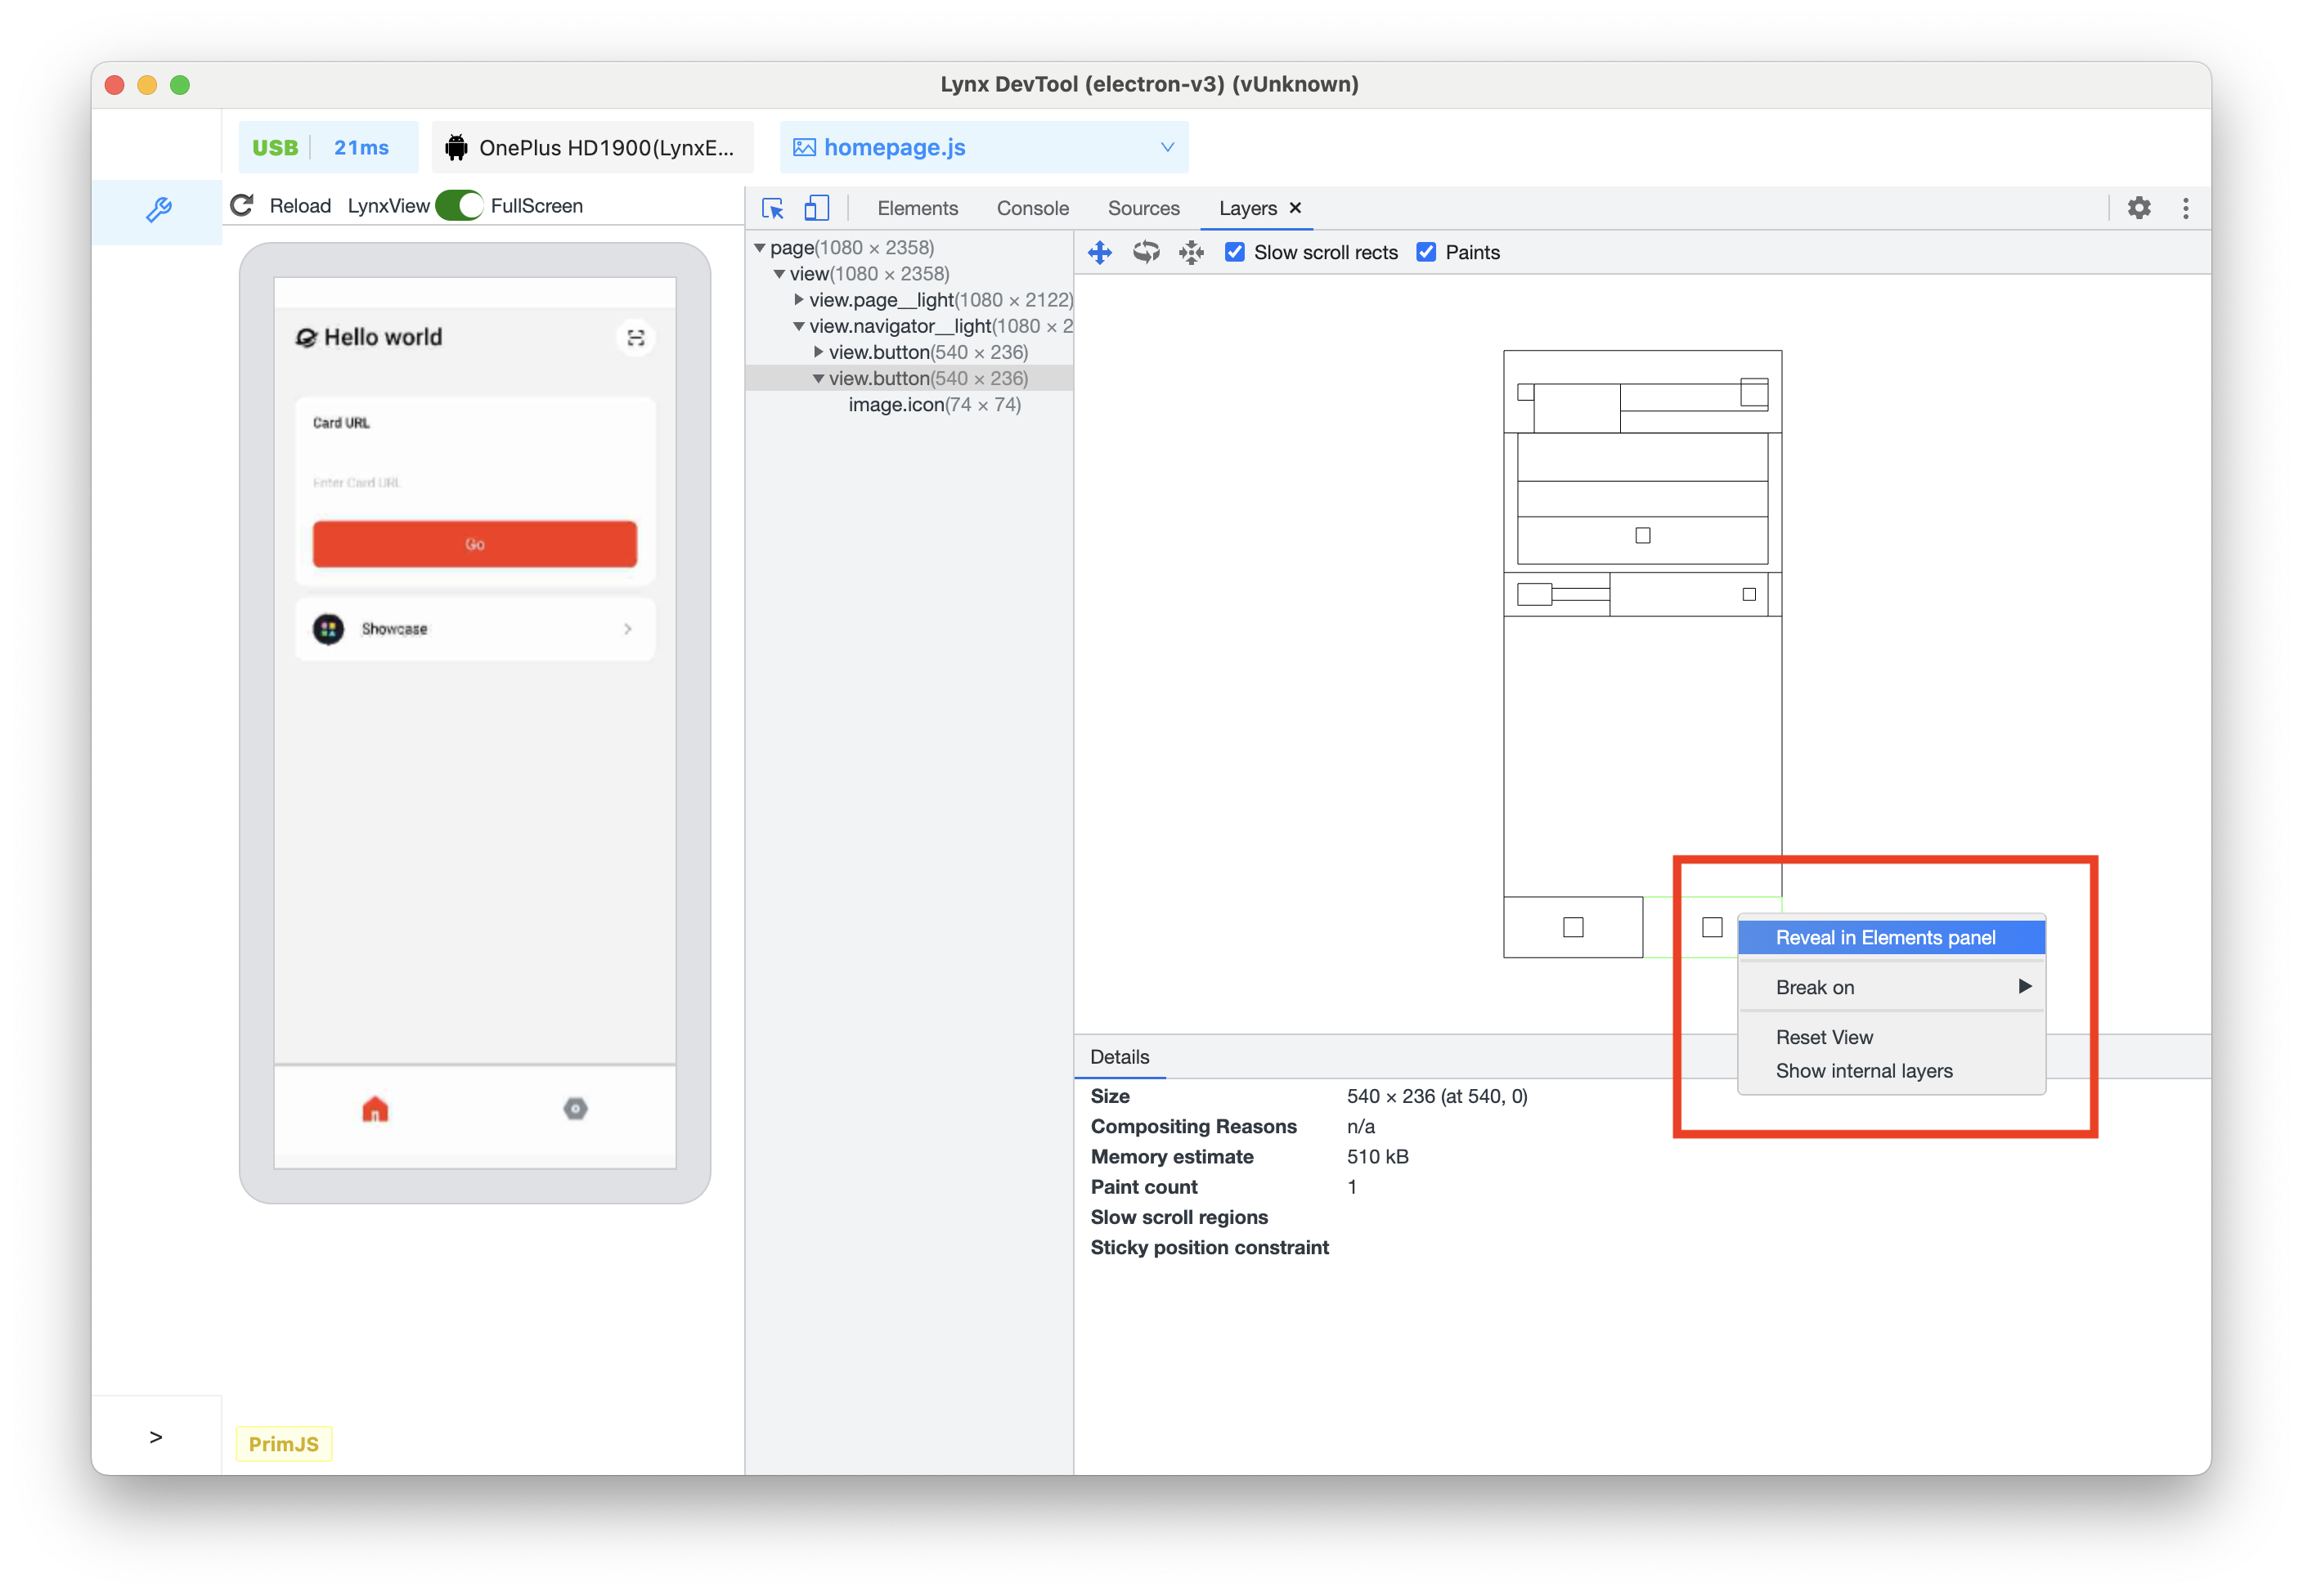 Lynx DevTool (electron-v3) (vUnknown)
USB 21ms OnePlus HD1900(LynxE... homepage.js
Reload LynxView FullScreen
Elements Console Sources Layers
Slow scroll rects Paints
Hello world
Card URL
Enter Card URL
Go
Showcase
page(1080 × 2358)
view(1080 × 2358)
view.page__light(1080 × 2122)
view.navigator__light(1080 × 2
view.button(540 × 236)
view.button(540 × 236)
image.icon(74 × 74)
Reveal in Elements panel
Break on
Reset View
Show internal layers
Details
Size 540 × 236 (at 540, 0)
Compositing Reasons n/a
Memory estimate 510 kB
Paint count 1
Slow scroll regions
Sticky position constraint
>
PrimJS